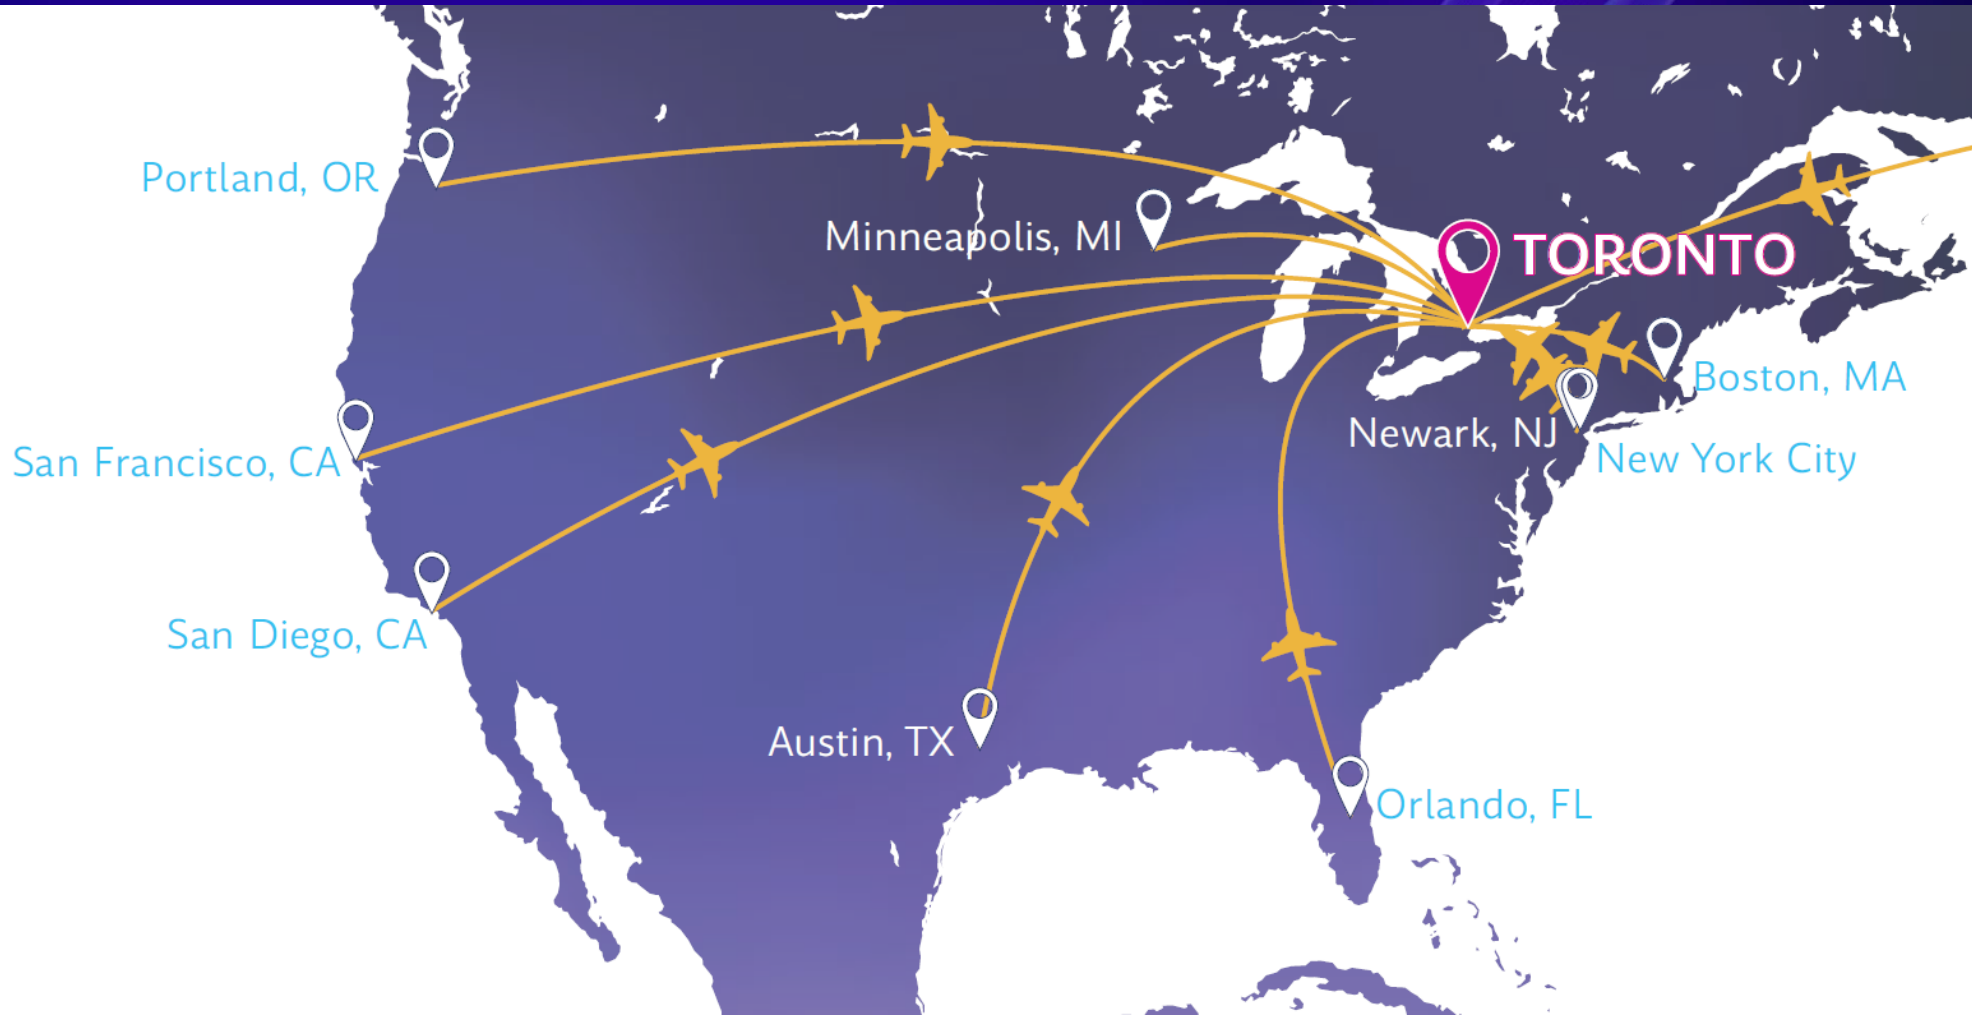 Portland, OR
Minneapolis, MI
TORONTO
Boston, MA
Newark, NJ
New York City
San Francisco, CA
San Diego, CA
Austin, TX
Orlando, FL